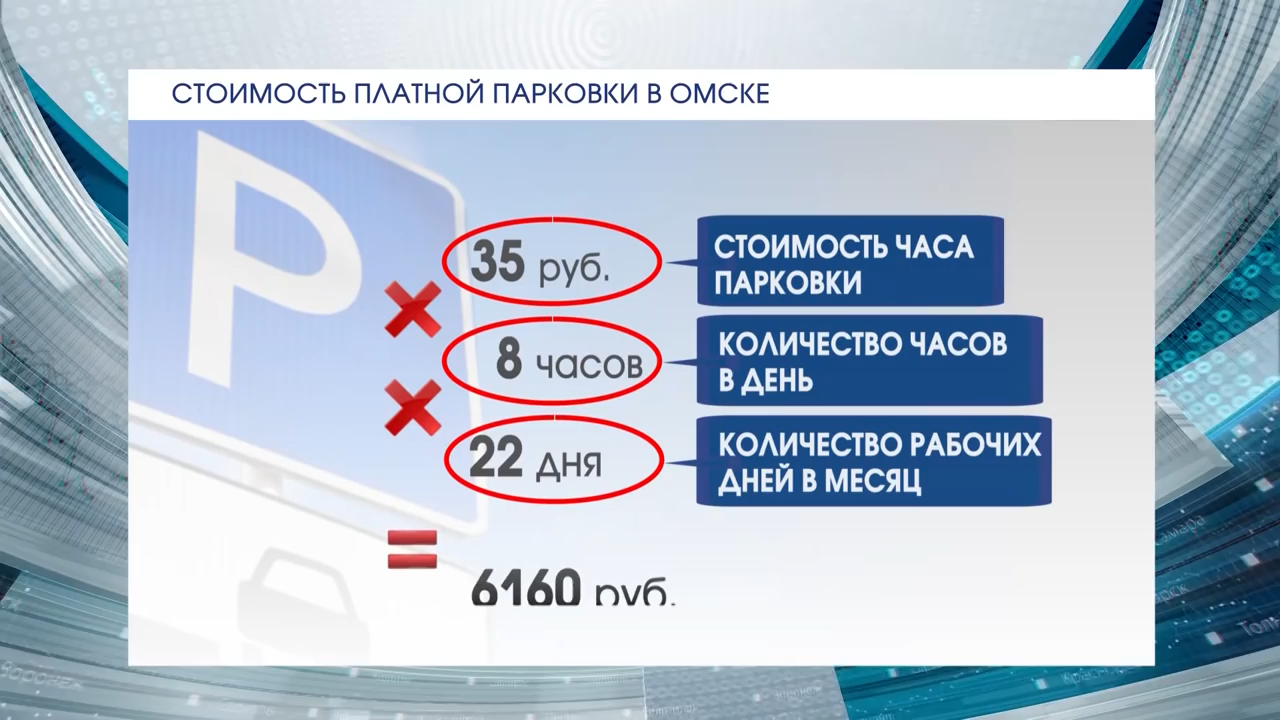 СТОИМОСТЬ ПЛАТНОЙ ПАРКОВКИ В ОМСКЕ
P
35 руб.
СТОИМОСТЬ ЧАСА
ПАРКОВКИ
8 часов
КОЛИЧЕСТВО ЧАСОВ
В ДЕНЬ
22 дня
КОЛИЧЕСТВО РАБОЧИХ
ДНЕЙ В МЕСЯЦ
=
6160 руб.